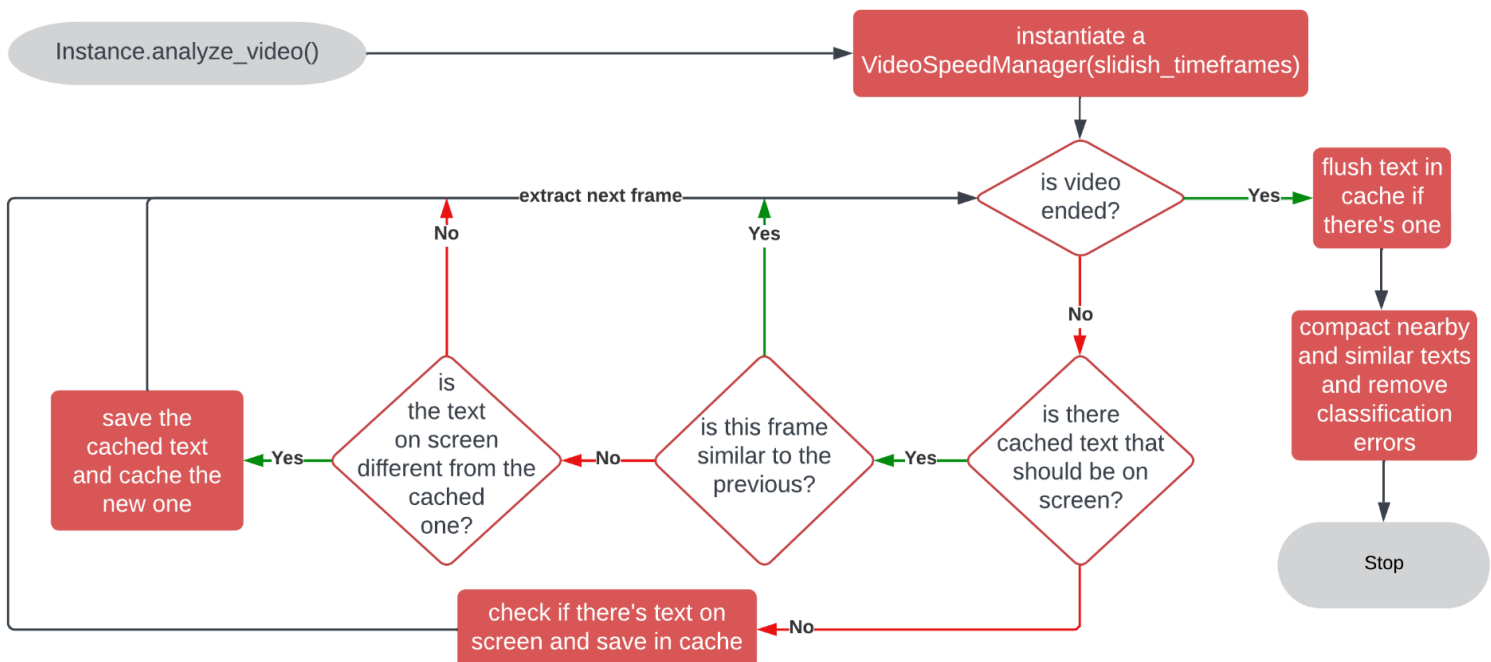 Instance.analyze_video()
instantiate a
VideoSpeedManager(slidish_timeframes)
is video
ended?
Yes
flush text in
cache if
there's one
extract next frame
No
Yes
No
compact nearby
and similar texts
and remove
classification
errors
save the
cached text
and cache the
new one
Yes
is
the text
on screen
different from the
cached
one?
No
is this frame
similar to the
previous?
Yes
is there
cached text that
should be on
screen?
Stop
check if there's text on
screen and save in cache
No